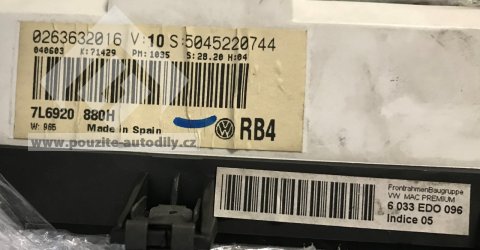 0263632016 V:10 S:5045220744
040603 K:71429 PM:1035 S:28.20 H:04
7L6920 880H
W: 965 Made in Spain
RB4
www.pouzite-autodily.cz
FrontrahmenBaugruppe
VW MAC PREMIUM
6 033 EDO 096
Indice 05